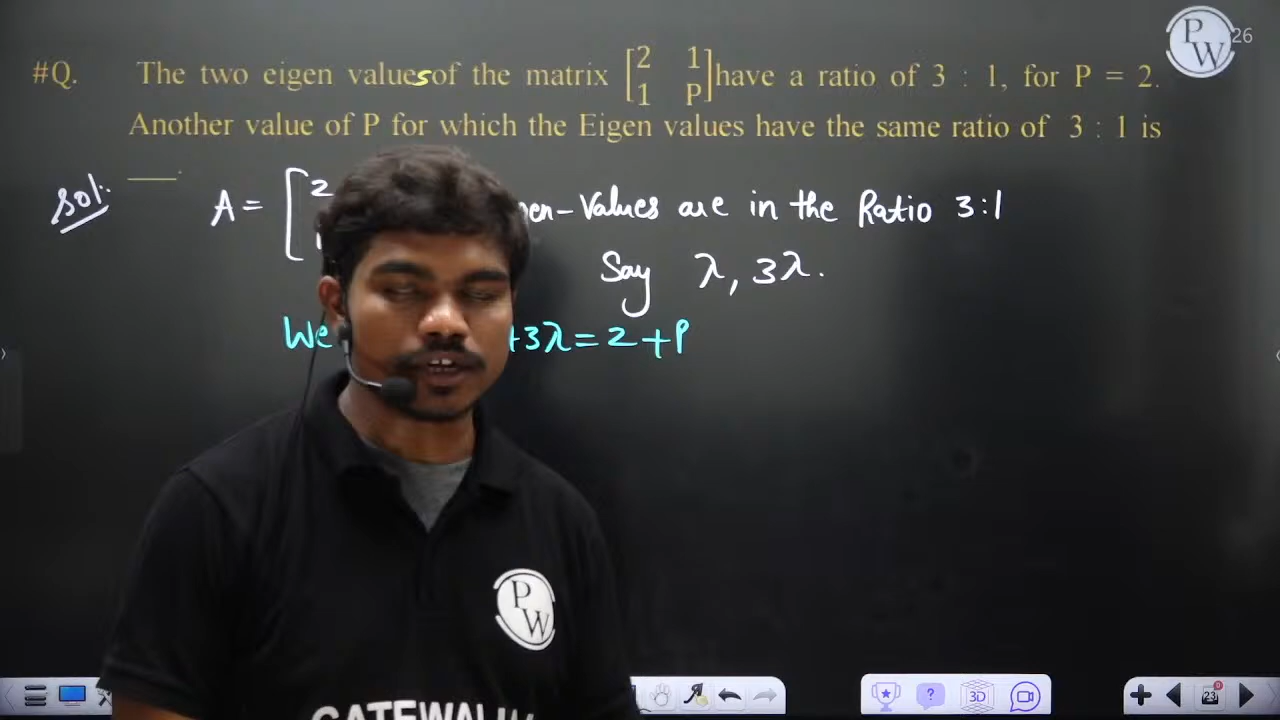 26
#Q. The two eigen values of the matrix [2 1
1 P] have a ratio of 3 : 1, for P = 2.
Another value of P for which the Eigen values have the same ratio of 3 : 1 is
____.
Sol:
A = [2
Values are in the Ratio 3:1
Say λ, 3λ.
We +3λ = 2 + P
PW
PW
3D
23